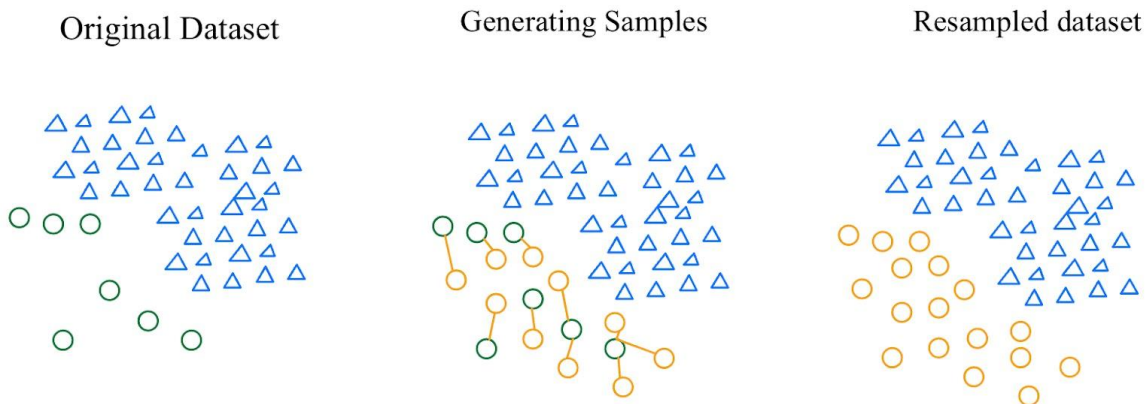 Original Dataset
Generating Samples
Resampled dataset